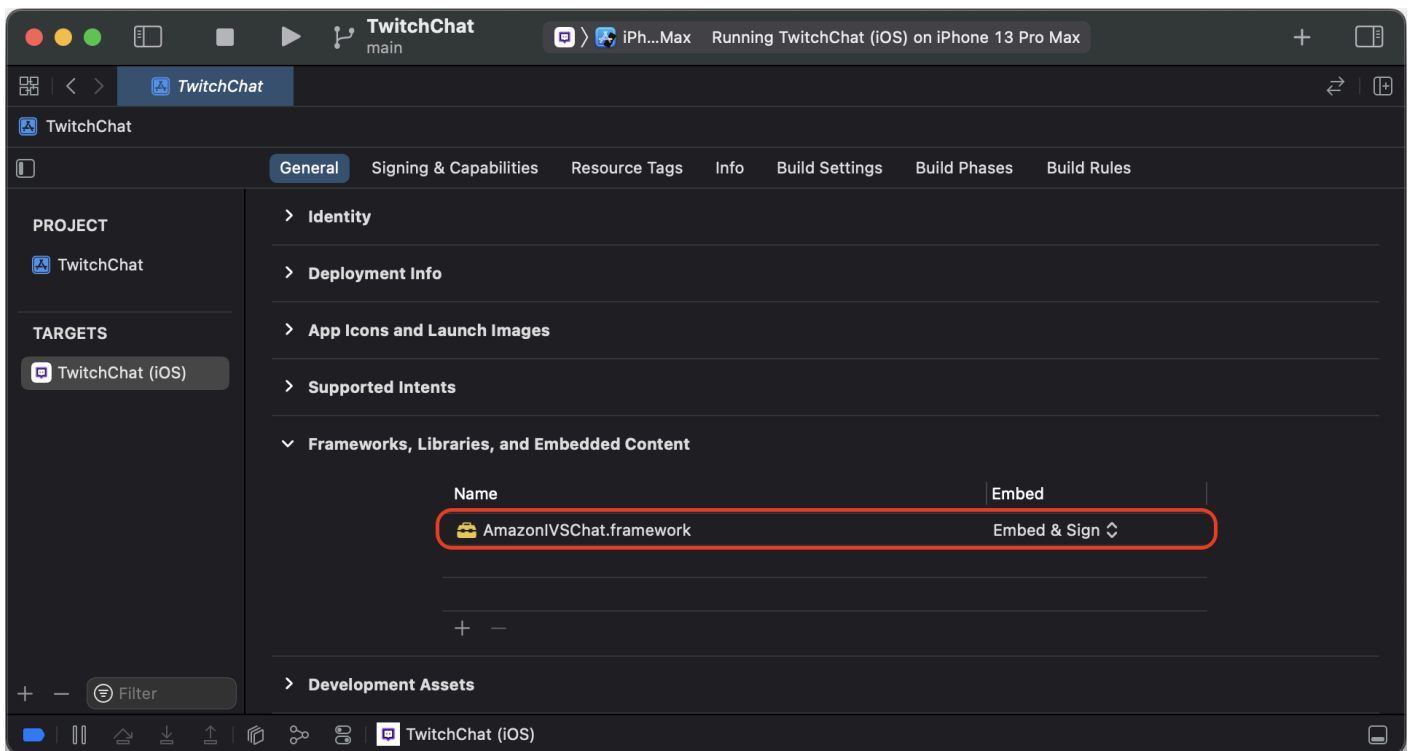 TwitchChat
main
iPh...Max Running TwitchChat (iOS) on iPhone 13 Pro Max
TwitchChat
TwitchChat
General Signing & Capabilities Resource Tags Info Build Settings Build Phases Build Rules
PROJECT
TwitchChat
TARGETS
TwitchChat (iOS)
Identity
Deployment Info
App Icons and Launch Images
Supported Intents
Frameworks, Libraries, and Embedded Content
Name Embed
AmazonIVSChat.framework Embed & Sign
Development Assets
Filter
TwitchChat (iOS)